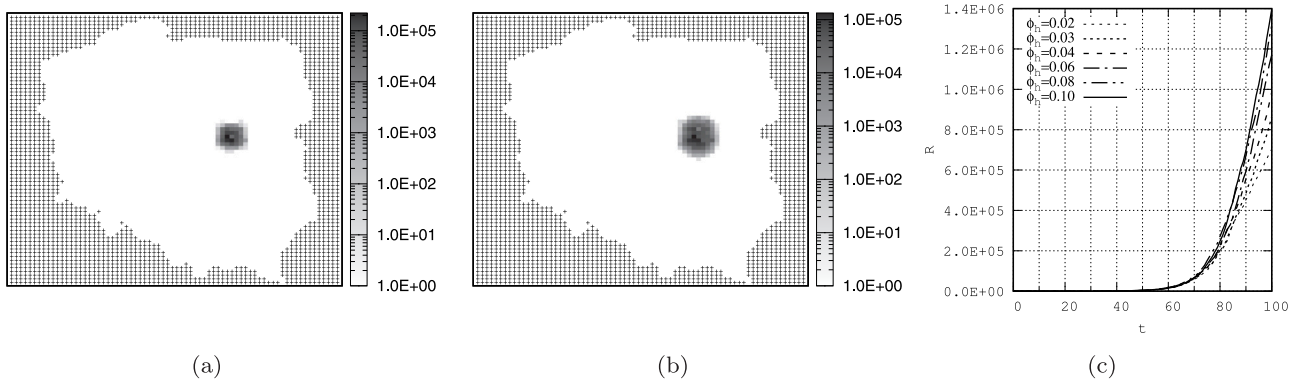 1.0E+05
1.0E+04
1.0E+03
1.0E+02
1.0E+01
1.0E+00
(a)
1.0E+05
1.0E+04
1.0E+03
1.0E+02
1.0E+01
1.0E+00
(b)
1.4E+06
1.2E+06
1.0E+06
8.0E+05
6.0E+05
4.0E+05
2.0E+05
0.0E+00
R
ϕh=0.02
ϕh=0.03
ϕh=0.04
ϕh=0.06
ϕh=0.08
ϕh=0.10
0 20 40 60 80 100
t
(c)